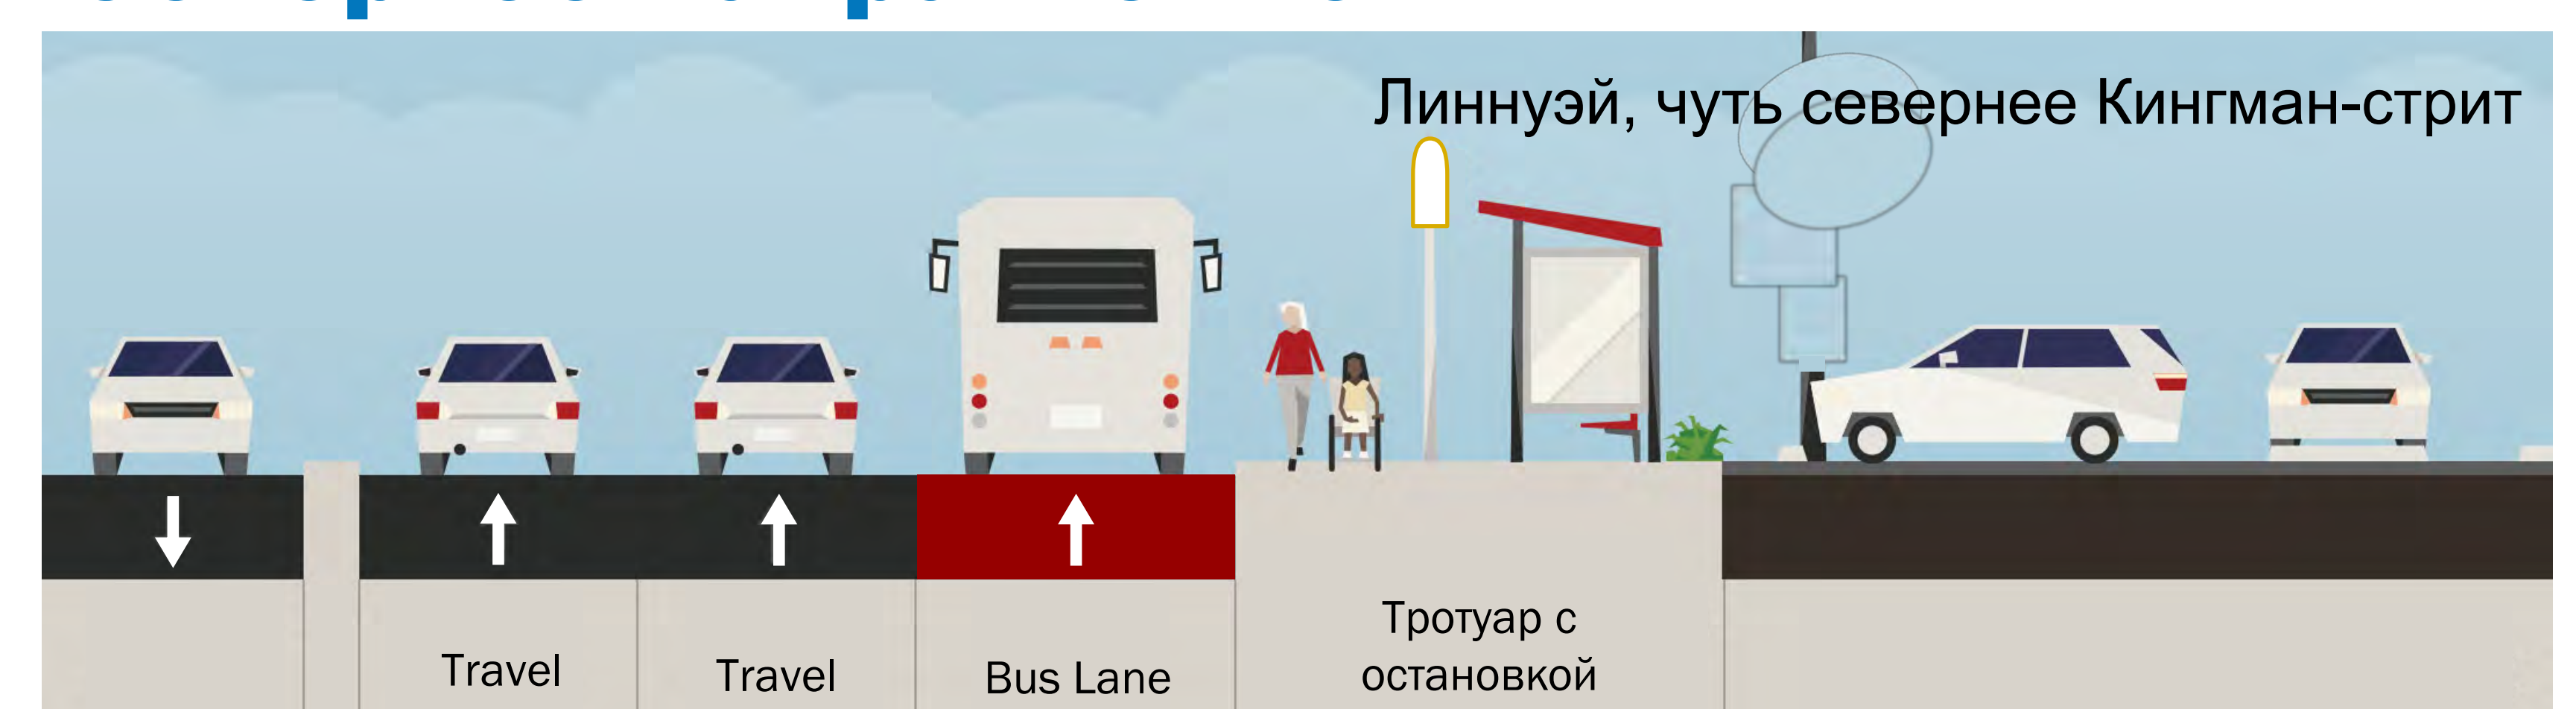 Линнуэй, чуть севернее Кингман-стрит
Travel
Travel
Bus Lane
Тротуар с
остановкой